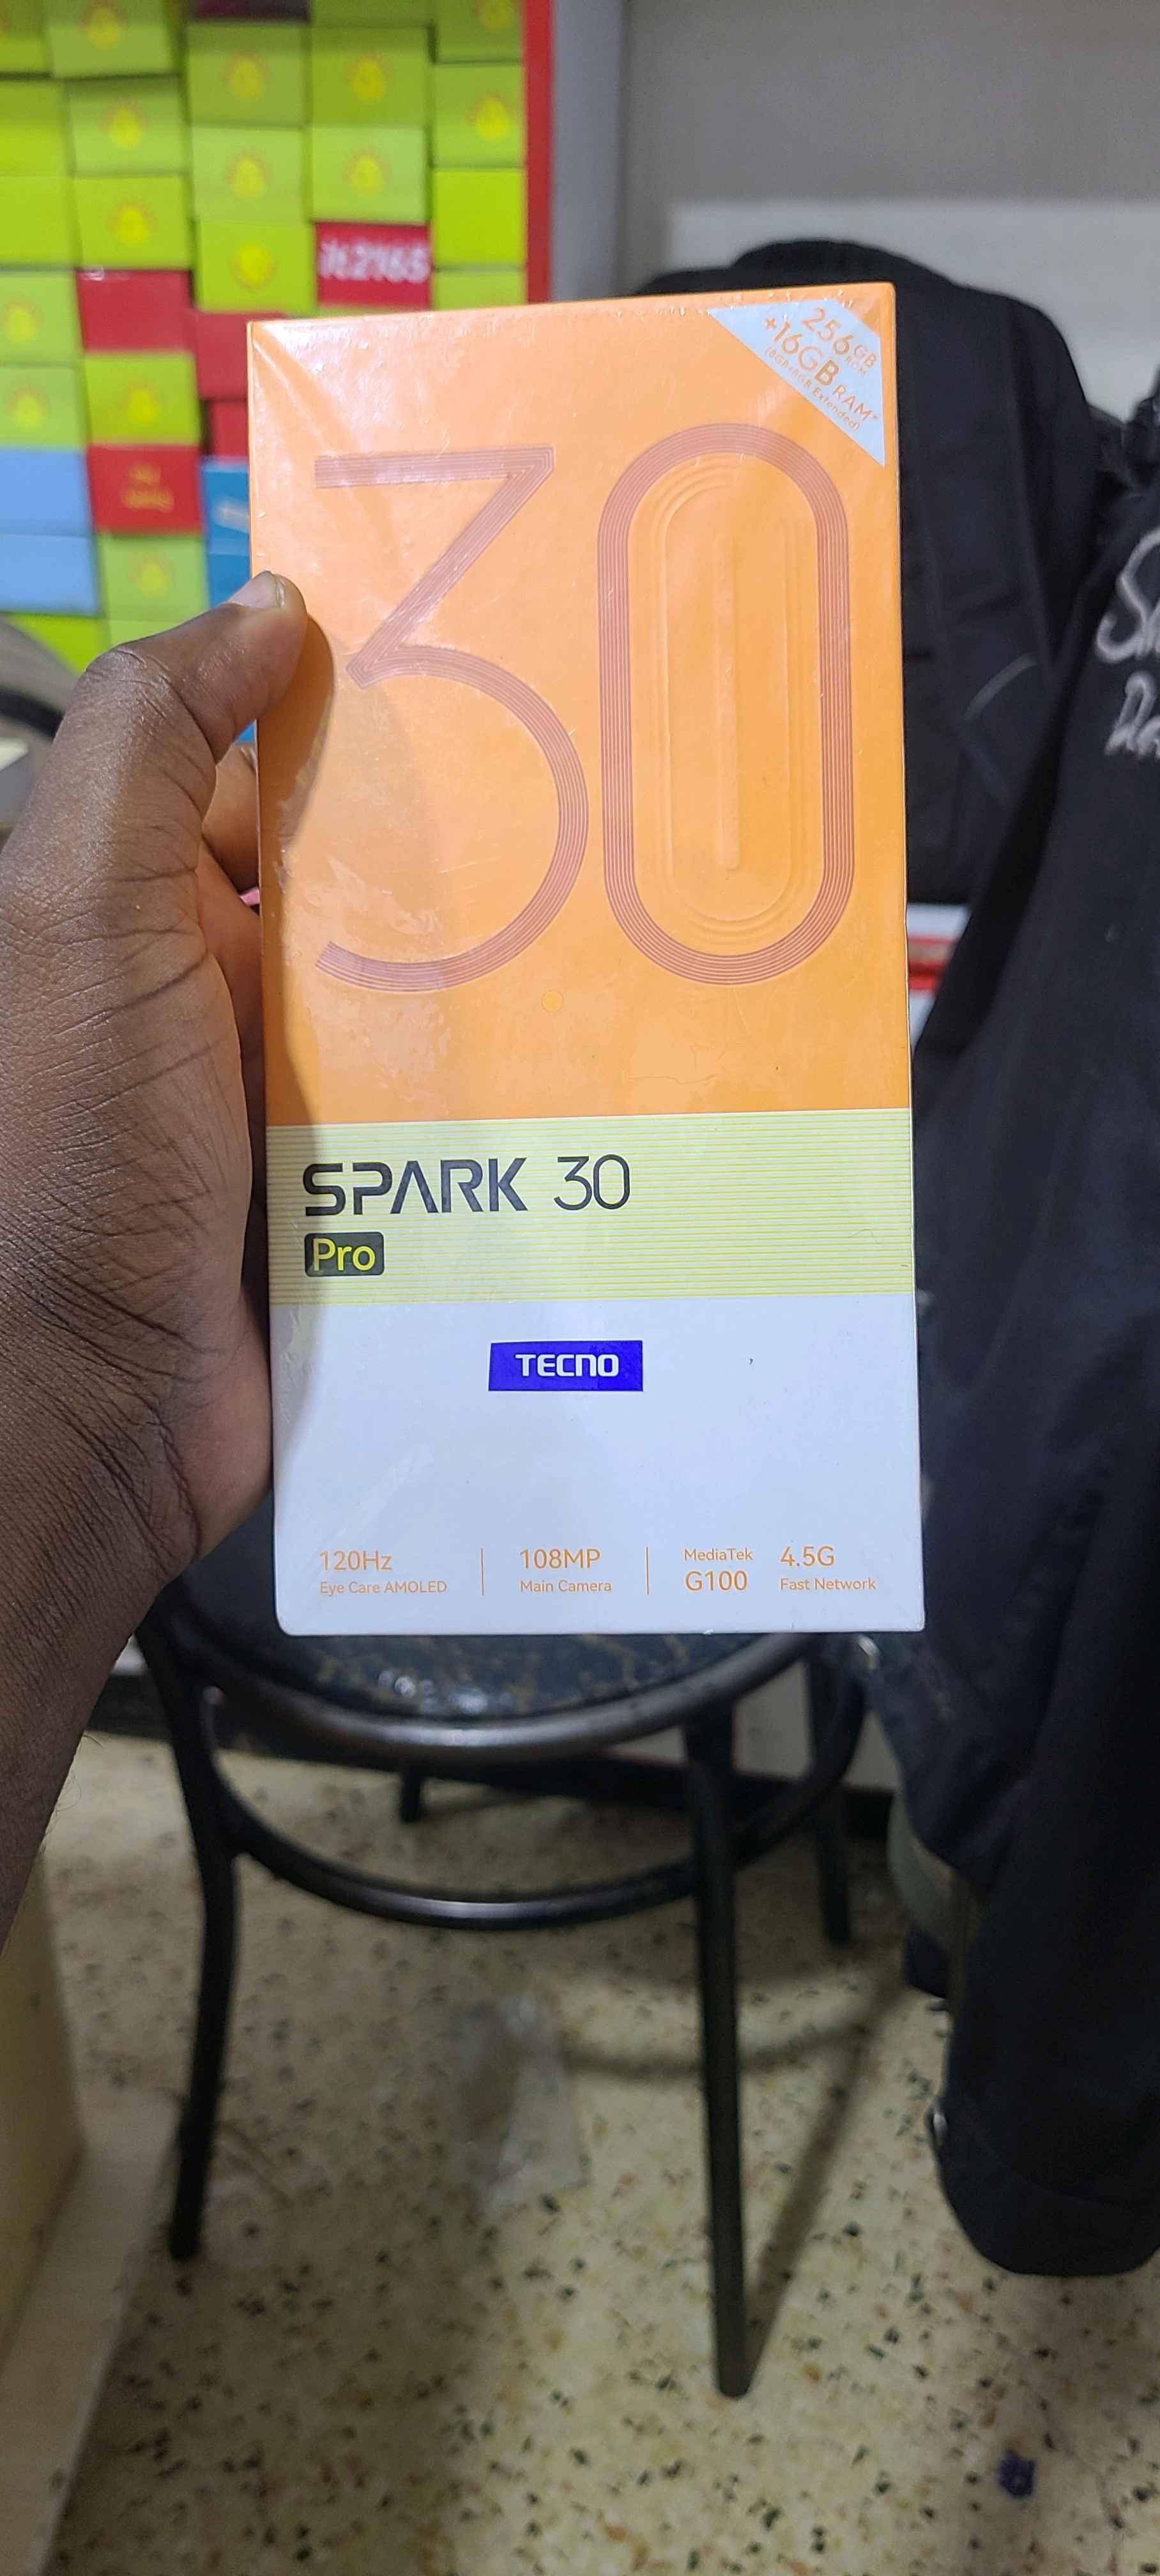 it2163
256GB
ROM
+16GB RAM*
(8GB+8GB Extended)
30
SPARK 30
Pro
TECNO
120Hz
Eye Care AMOLED
108MP
Main Camera
MediaTek
G100
4.5G
Fast Network